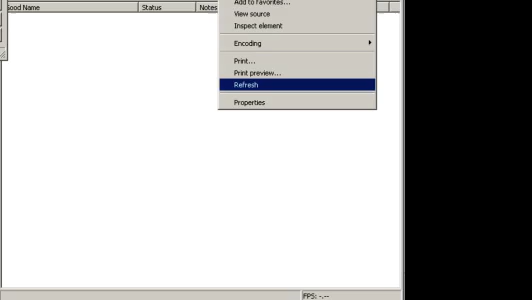 Good Name Status Notes
Add to favorites...
View source
Inspect element
Encoding
Print...
Print preview...
Refresh
Properties
FPS: -.--